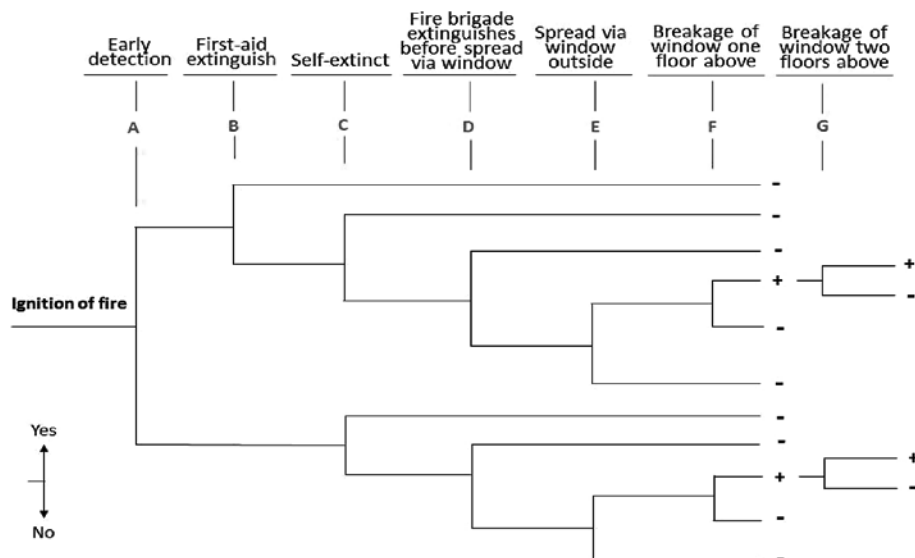 Early
detection
First-aid
extinguish
Self-extinct
Fire brigade
extinguishes
before spread
via window
Spread via
window
outside
Breakage of
window one
floor above
Breakage of
window two
floors above
A
B
C
D
E
F
G
-
-
-
+
+
-
-
-
Ignition of fire
-
-
+
+
-
-
-
Yes
No